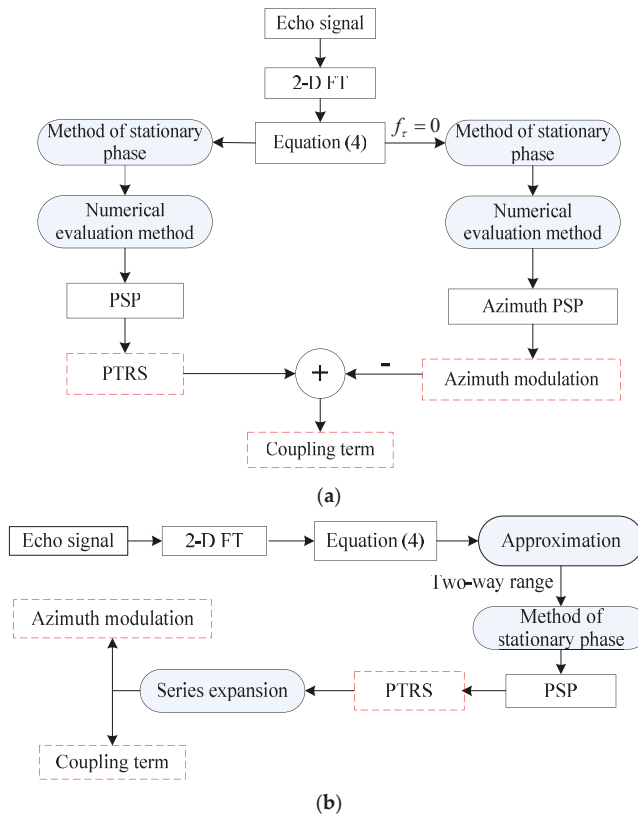 Echo signal
2-D FT
Equation (4)
f_τ = 0
Method of stationary
phase
Method of stationary
phase
Numerical
evaluation method
Numerical
evaluation method
PSP
Azimuth PSP
PTRS
+
-
Azimuth modulation
Coupling term
(a)
Echo signal
2-D FT
Equation (4)
Approximation
Two-way range
Azimuth modulation
Method of
stationary phase
Series expansion
PTRS
PSP
Coupling term
(b)